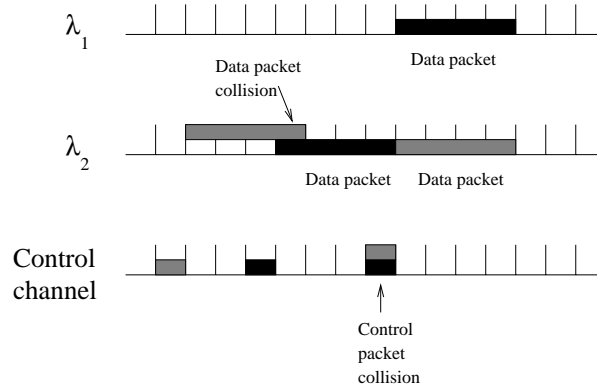 λ1
Data packet
Data packet
collision
λ2
Data packet
Data packet
Control
channel
Control
packet
collision